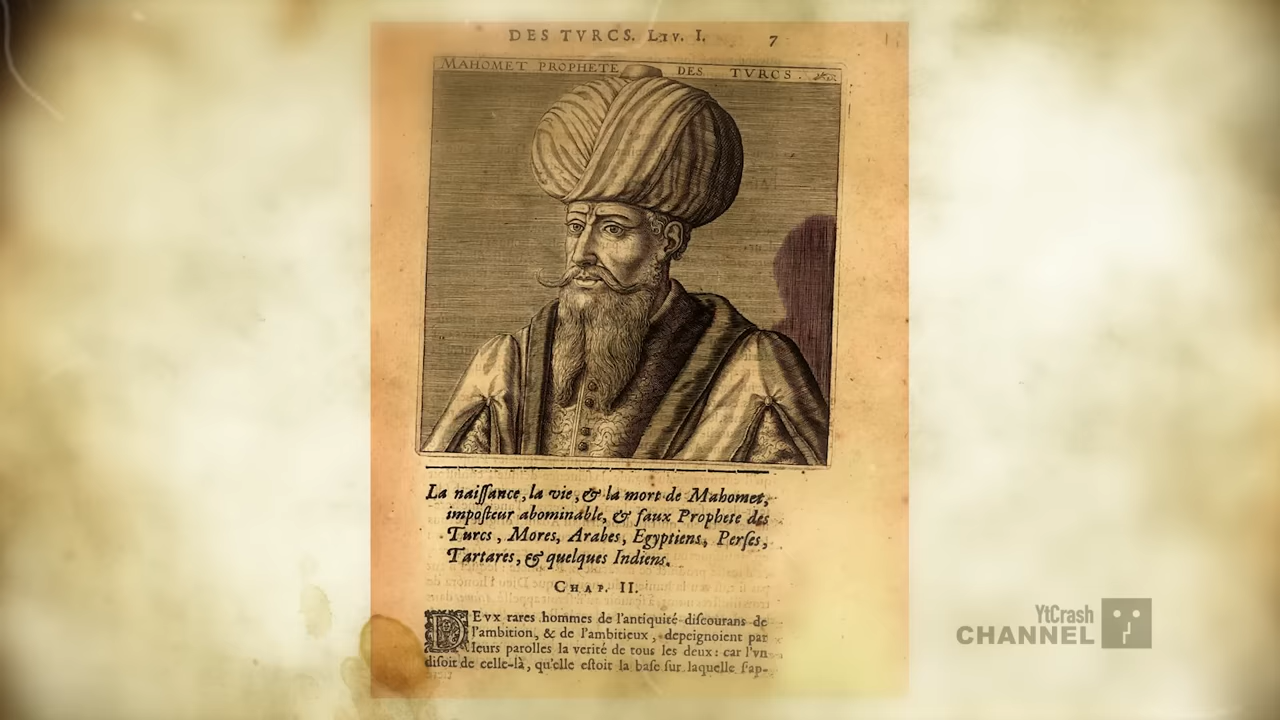 DES TVRCS. LIV. I. 7
MAHOMET PROPHETE DES TVRCS.
La naiſſance, la vie, & la mort de Mahomet,
impoſteur abominable, & faux Prophete des
Turcs, Mores, Arabes, Egyptiens, Perſes,
Tartares, & quelques Indiens.
CHAP. II.
DEvx rares hommes de l'antiquité diſcourans de
l'ambition, & de l'ambitieux, depeignoient par
leurs parolles la verité de tous les deux: car l'vn
diſoit de celle-là, qu'elle eſtoit la baſe ſur laquelle ſ'ap-
YtCrash
CHANNEL